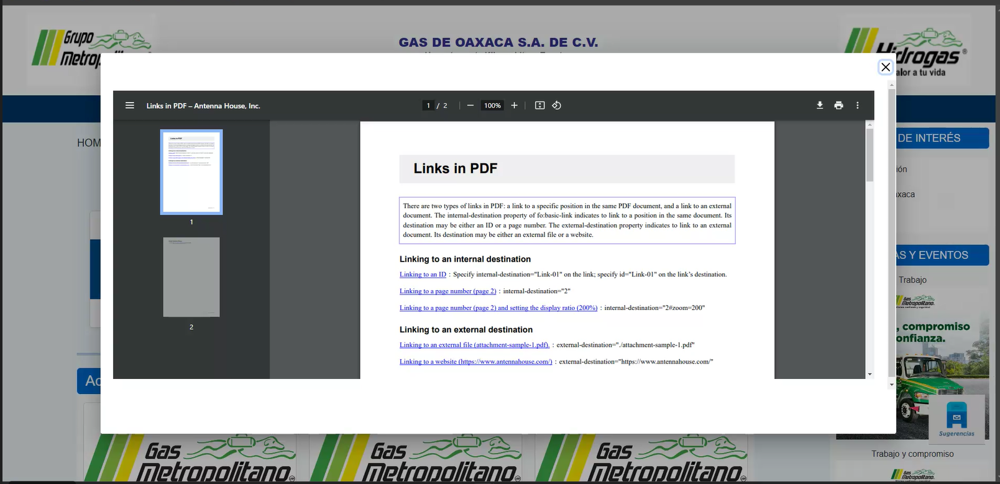 Grupo
Metropolit
GAS DE OAXACA S.A. DE C.V.
Hidrogas®
alor a tu vida
Links in PDF – Antenna House, Inc.
1 / 2
100%
HOM
DE INTERÉS
ión
axaca
AS Y EVENTOS
Trabajo
Gas
Metropolitano
, compromiso
onfianza.
Ac
1
2
Links in PDF
There are two types of links in PDF: a link to a specific position in the same PDF document, and a link to an external
document. The internal-destination property of fo:basic-link indicates to link to a position in the same document. Its
destination may be either an ID or a page number. The external-destination property indicates to link to an external
document. Its destination may be either an external file or a website.
Linking to an internal destination
Linking to an ID : Specify internal-destination="Link-01" on the link; specify id="Link-01" on the link's destination.
Linking to a page number (page 2) : internal-destination="2"
Linking to a page number (page 2) and setting the display ratio (200%) : internal-destination="2#zoom=200"
Linking to an external destination
Linking to an external file (attachment-sample-1.pdf). : external-destination="./attachment-sample-1.pdf"
Linking to a website (https://www.antennahouse.com/) : external-destination="https://www.antennahouse.com/"
Sugerencias
Trabajo y compromiso
Gas
Metropolitano
Gas
Metropolitano
Gas
Metropolitano
Gas
Metropolitano